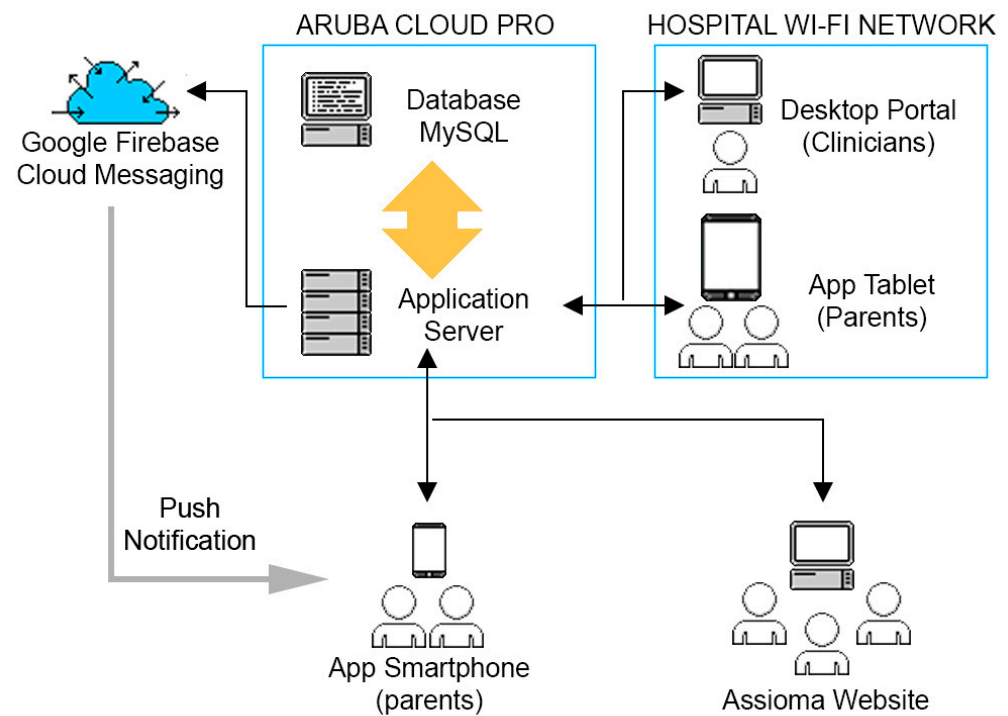 ARUBA CLOUD PRO
HOSPITAL WI-FI NETWORK
Google Firebase
Cloud Messaging
Database
MySQL
Desktop Portal
(Clinicians)
Application
Server
App Tablet
(Parents)
Push
Notification
App Smartphone
(parents)
Assioma Website